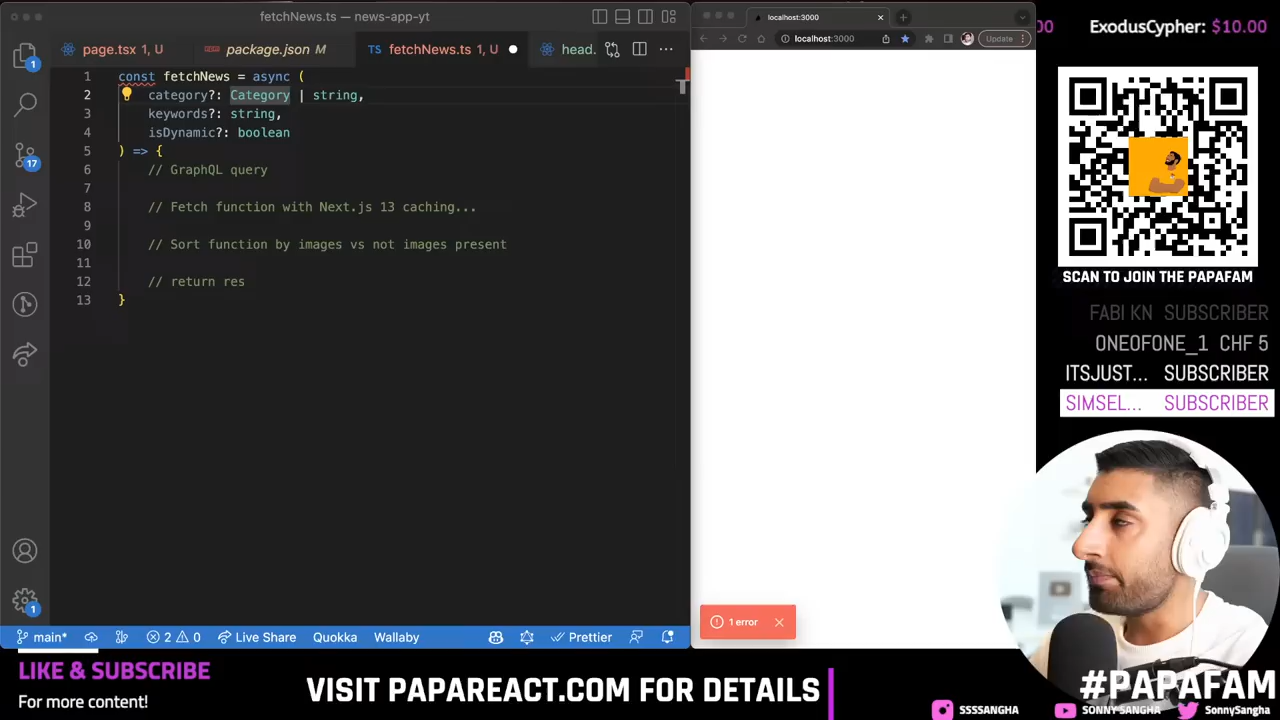 fetchNews.ts — news-app-yt
page.tsx 1, U
package.json M
TS fetchNews.ts 1, U
head.
1 const fetchNews = async (
2 category?: Category | string,
3 keywords?: string,
4 isDynamic?: boolean
5 ) => {
6 // GraphQL query
7
8 // Fetch function with Next.js 13 caching...
9
10 // Sort function by images vs not images present
11
12 // return res
13 }
1
17
1
main*
2 0
Live Share
Quokka
Wallaby
Prettier
localhost:3000
localhost:3000
Update
1 error
00
ExodusCypher: $10.00
SCAN TO JOIN THE PAPAFAM
FABI KN SUBSCRIBER
ONEOFONE_1 CHF 5
ITSJUST... SUBSCRIBER
SIMSEL... SUBSCRIBER
LIKE & SUBSCRIBE
For more content!
VISIT PAPAREACT.COM FOR DETAILS
#PAPAFAM
SSSSANGHA
SONNY SANGHA
SonnySangha